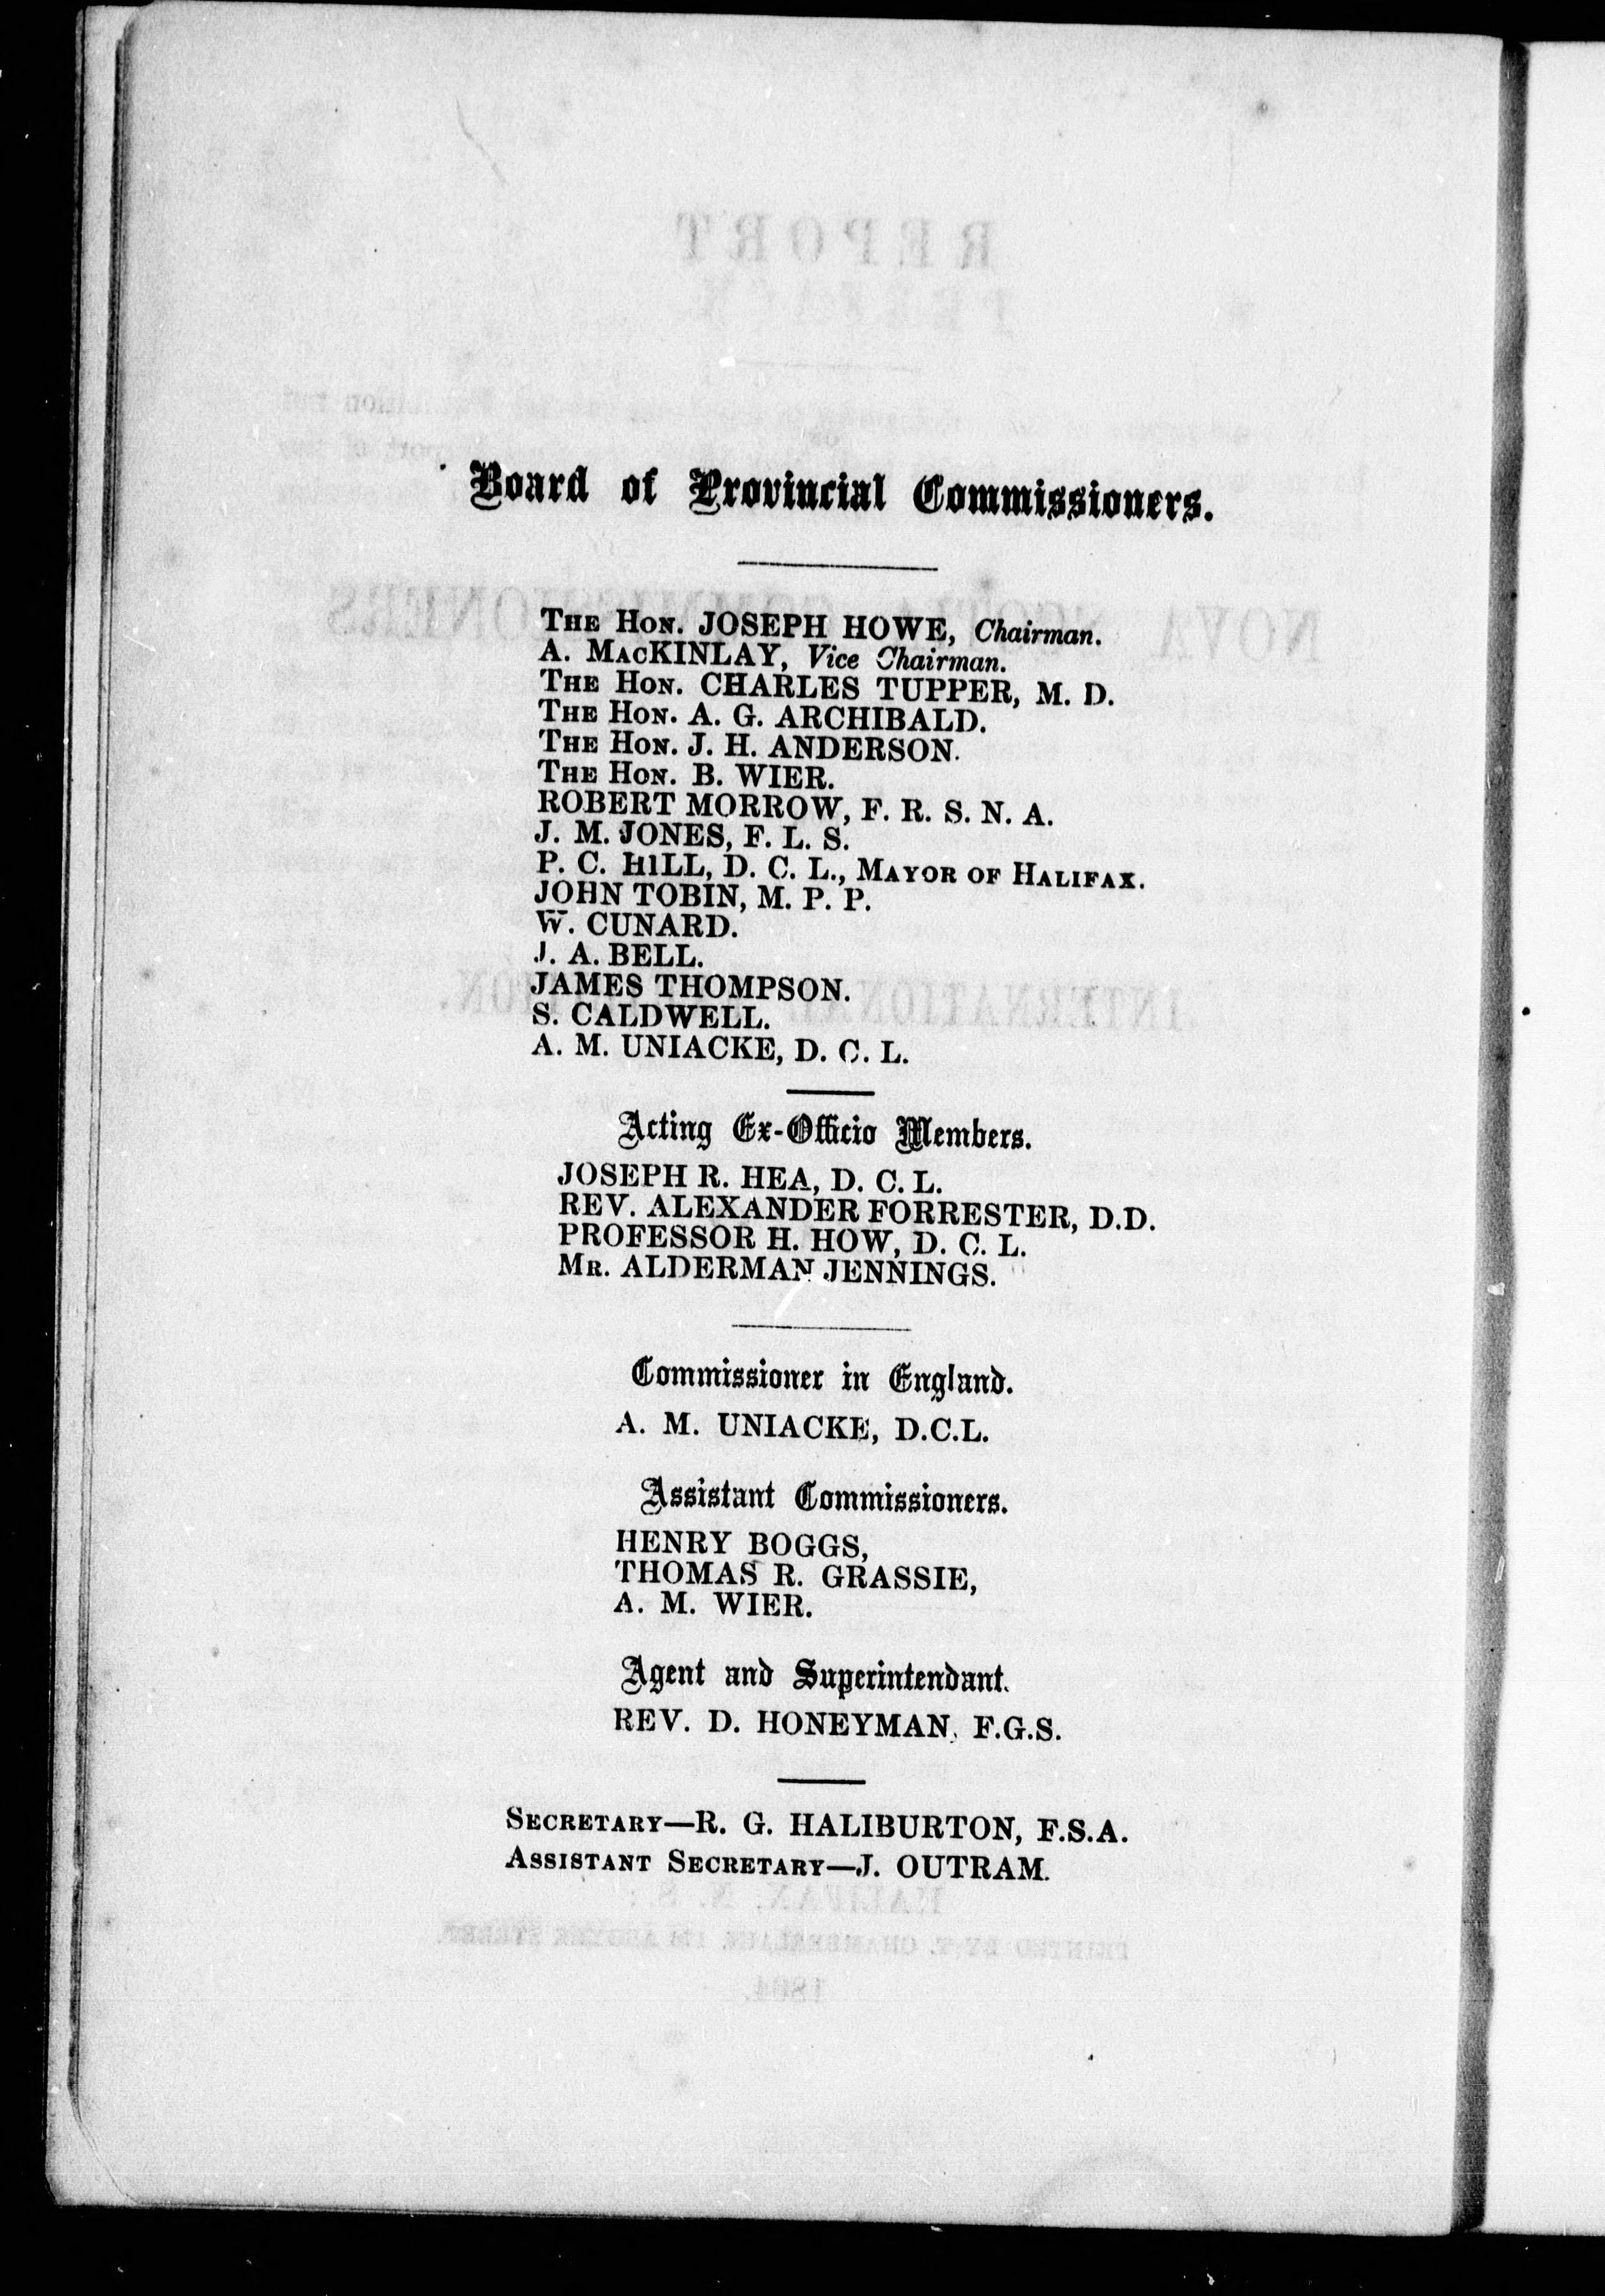 Board of Provincial Commissioners.
THE HON. JOSEPH HOWE, Chairman.
A. MACKINLAY, Vice Chairman.
THE HON. CHARLES TUPPER, M. D.
THE HON. A. G. ARCHIBALD.
THE HON. J. H. ANDERSON.
THE HON. B. WIER.
ROBERT MORROW, F. R. S. N. A.
J. M. JONES, F. L. S.
P. C. HILL, D. C. L., MAYOR OF HALIFAX.
JOHN TOBIN, M. P. P.
W. CUNARD.
J. A. BELL.
JAMES THOMPSON.
S. CALDWELL.
A. M. UNIACKE, D. C. L.
Acting Ex-Officio Members.
JOSEPH R. HEA, D. C. L.
REV. ALEXANDER FORRESTER, D.D.
PROFESSOR H. HOW, D. C. L.
MR. ALDERMAN JENNINGS.
Commissioner in England.
A. M. UNIACKE, D.C.L.
Assistant Commissioners.
HENRY BOGGS,
THOMAS R. GRASSIE,
A. M. WIER.
Agent and Superintendant.
REV. D. HONEYMAN, F.G.S.
SECRETARY—R. G. HALIBURTON, F.S.A.
ASSISTANT SECRETARY—J. OUTRAM.